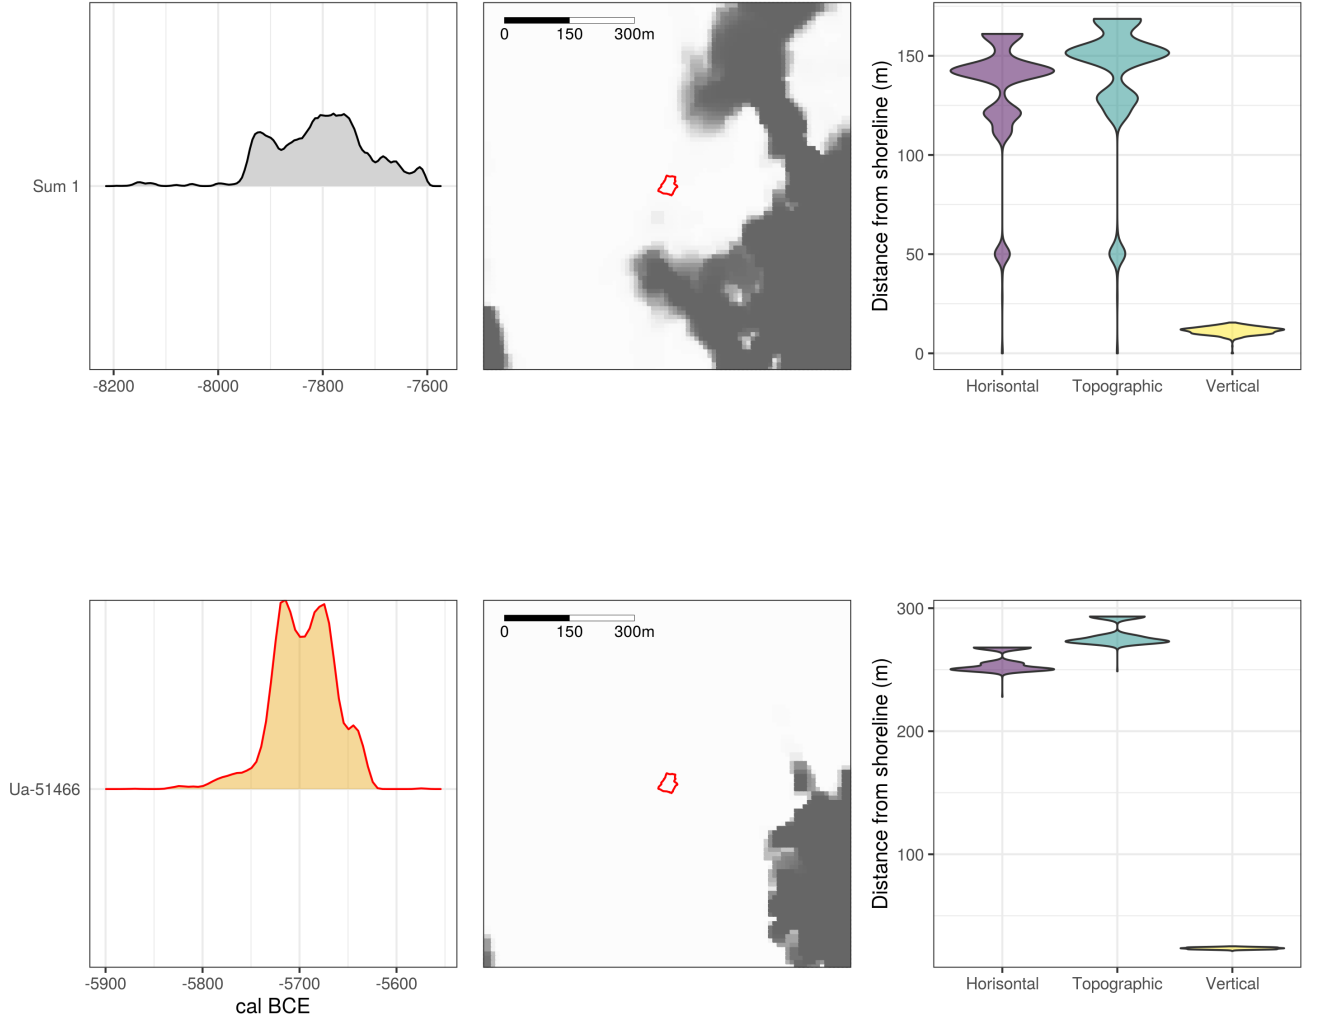 Sum 1
-8200 -8000 -7800 -7600
0 150 300m
Distance from shoreline (m)
150
100
50
0
Horisontal Topographic Vertical
Ua-51466
-5900 -5800 -5700 -5600
cal BCE
0 150 300m
Distance from shoreline (m)
300
200
100
Horisontal Topographic Vertical